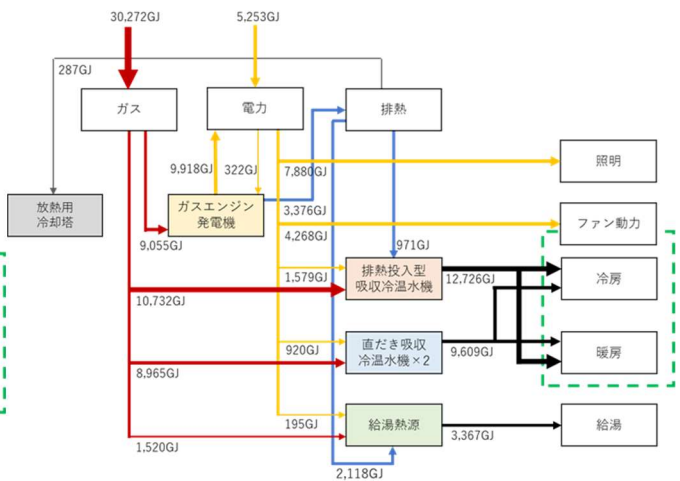 30,272GJ
5,253GJ
287GJ
ガス
電力
排熱
9,918GJ
322GJ
7,880GJ
照明
放熱用
冷却塔
ガスエンジン
発電機
3,376GJ
ファン動力
9,055GJ
4,268GJ
971GJ
排熱投入型
吸収冷温水機
1,579GJ
12,726GJ
冷房
10,732GJ
直だき吸収
冷温水機×2
920GJ
9,609GJ
暖房
8,965GJ
195GJ
給湯熱源
3,367GJ
給湯
1,520GJ
2,118GJ